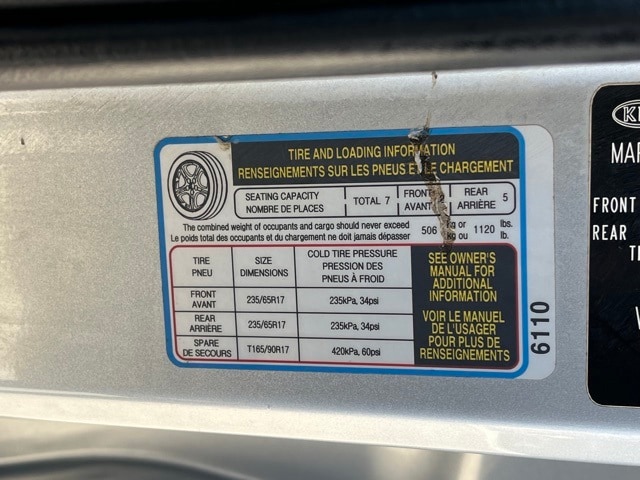 TIRE AND LOADING INFORMATION
RENSEIGNEMENTS SUR LES PNEUS ET LE CHARGEMENT
SEATING CAPACITY
NOMBRE DE PLACES
TOTAL 7
FRONT
AVANT
REAR
ARRIÈRE 5
The combined weight of occupants and cargo should never exceed
Le poids total des occupants et du chargement ne doit jamais dépasser
506 kg or
kg ou 1120 lbs.
lb.
TIRE
PNEU
SIZE
DIMENSIONS
COLD TIRE PRESSURE
PRESSION DES
PNEUS À FROID
FRONT
AVANT
235/65R17
235kPa, 34psi
REAR
ARRIÈRE
235/65R17
235kPa, 34psi
SPARE
DE SECOURS
T165/90R17
420kPa, 60psi
SEE OWNER'S
MANUAL FOR
ADDITIONAL
INFORMATION
VOIR LE MANUEL
DE L'USAGER
POUR PLUS DE
RENSEIGNEMENTS
6110
FRONT
REAR